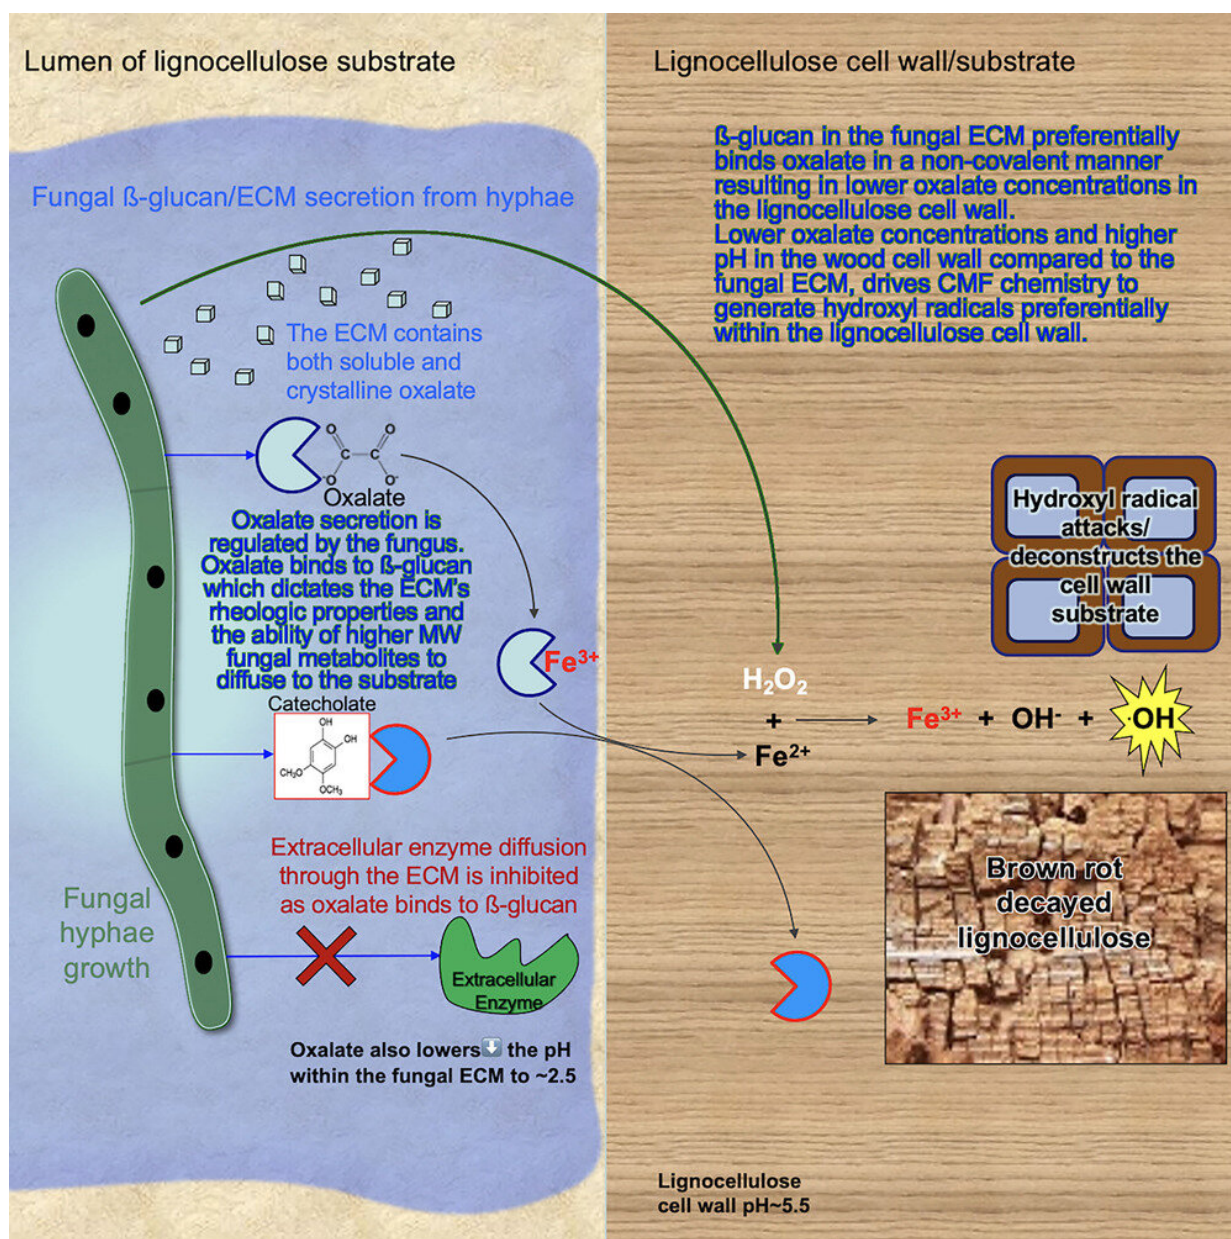 Lumen of lignocellulose substrate
Fungal ß-glucan/ECM secretion from hyphae
The ECM contains
both soluble and
crystalline oxalate
O
O
O
O-
C
C
Oxalate
Oxalate secretion is
regulated by the fungus.
Oxalate binds to ß-glucan
which dictates the ECM's
rheologic properties and
the ability of higher MW
fungal metabolites to
diffuse to the substrate
Fe³⁺
Catecholate
OH
OH
CH₃O
OCH₃
Extracellular enzyme diffusion
through the ECM is inhibited
as oxalate binds to ß-glucan
Fungal
hyphae
growth
Extracellular
Enzyme
Oxalate also lowers⬇ the pH
within the fungal ECM to ~2.5
Lignocellulose cell wall/substrate
ß-glucan in the fungal ECM preferentially
binds oxalate in a non-covalent manner
resulting in lower oxalate concentrations in
the lignocellulose cell wall.
Lower oxalate concentrations and higher
pH in the wood cell wall compared to the
fungal ECM, drives CMF chemistry to
generate hydroxyl radicals preferentially
within the lignocellulose cell wall.
Hydroxyl radical
attacks/
deconstructs the
cell wall
substrate
H₂O₂
+
Fe²⁺
Fe³⁺ + OH⁻ + ·OH
Brown rot
decayed
lignocellulose
Lignocellulose
cell wall pH~5.5